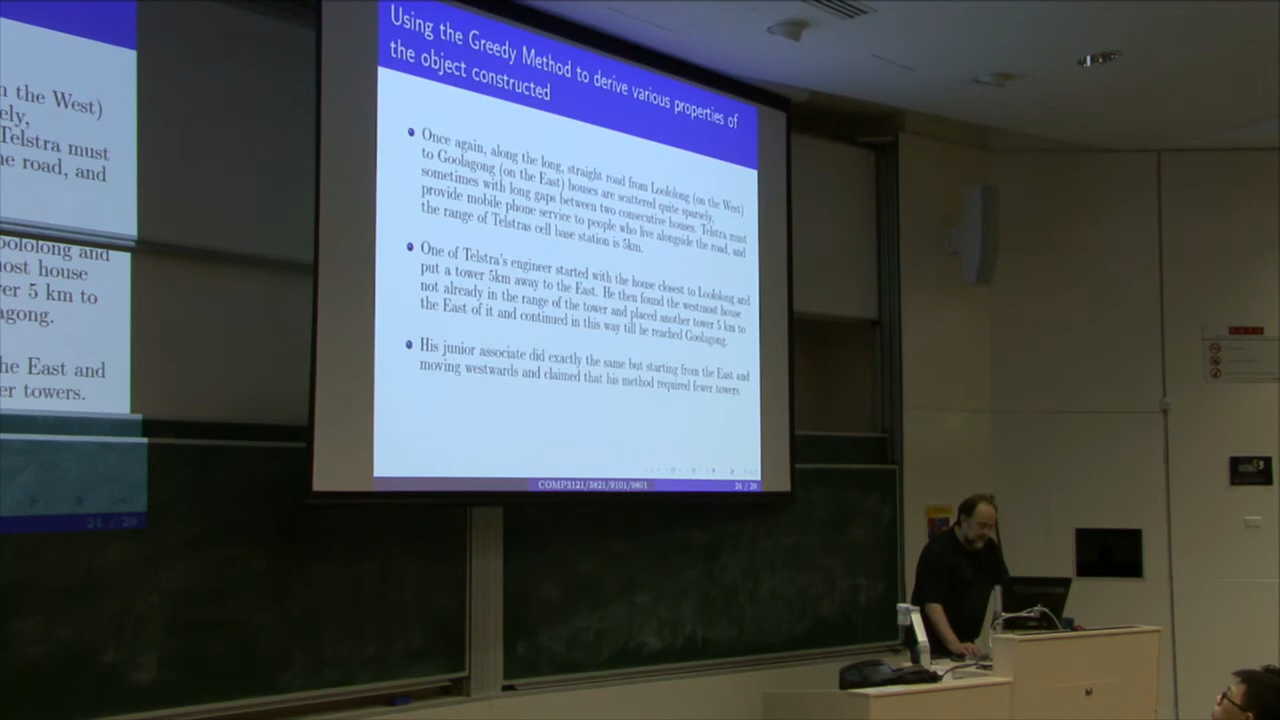 Using the Greedy Method to derive various properties of
the object constructed
Once again, along the long, straight road from Loololong (on the West)
to Goolagong (on the East) houses are scattered quite sparsely,
sometimes with long gaps between two consecutive houses. Telstra must
provide mobile phone service to people who live alongside the road, and
the range of Telstras cell base station is 5km.
One of Telstra's engineer started with the house closest to Loololong and
put a tower 5km away to the East. He then found the westmost house
not already in the range of the tower and placed another tower 5 km to
the East of it and continued in this way till he reached Goolagong.
His junior associate did exactly the same but starting from the East and
moving westwards and claimed that his method required fewer towers.
COMP3121/3821/9101/9801
24 / 29
n the West)
ely,
Telstra must
he road, and
oololong and
most house
wer 5 km to
agong.
he East and
er towers.
24 / 29